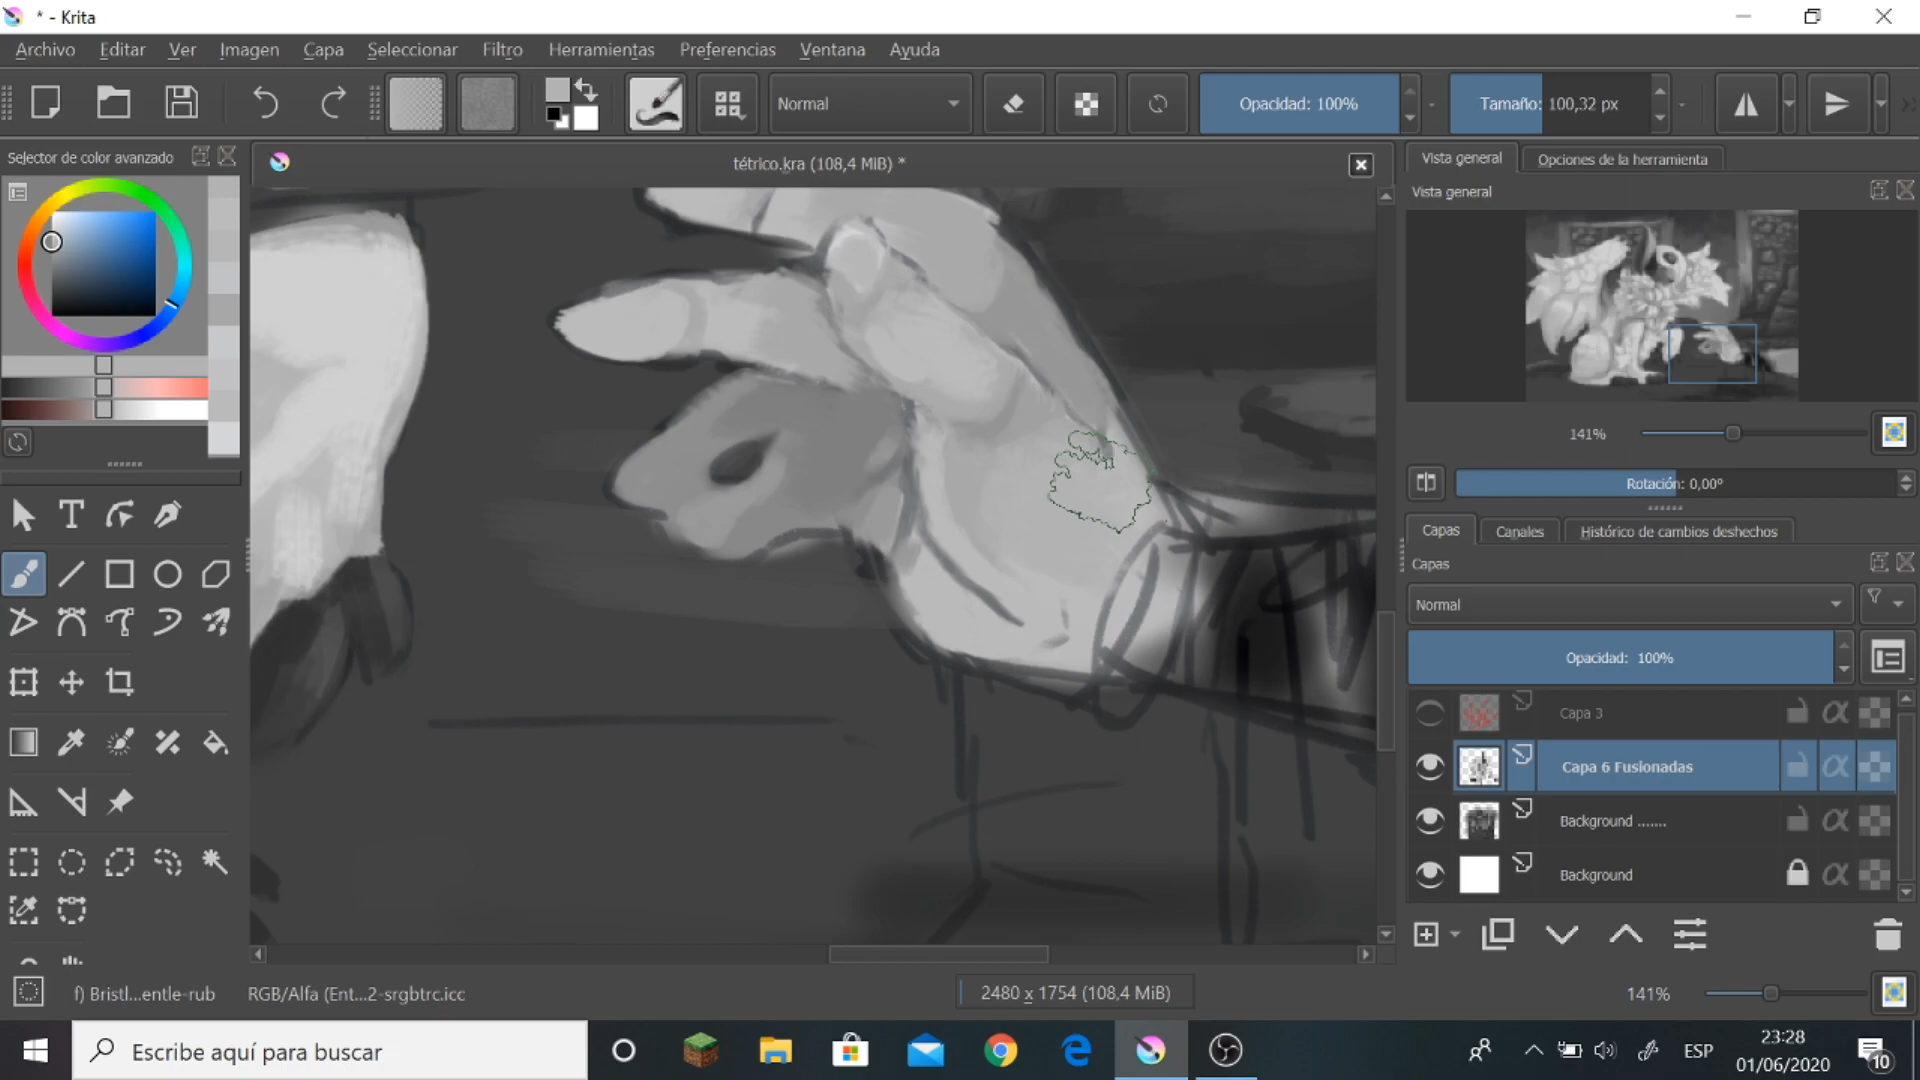 * - Krita
Archivo Editar Ver Imagen Capa Seleccionar Filtro Herramientas Preferencias Ventana Ayuda
Normal Opacidad: 100% Tamaño: 100,32 px
Selector de color avanzado
tétrico.kra (108,4 MiB) *
Vista general Opciones de la herramienta
Vista general
141%
Rotación: 0,00°
Capas Canales Histórico de cambios deshechos
Capas
Normal
Opacidad: 100%
Capa 3
Capa 6 Fusionadas
Background .......
Background
f) Bristl...entle-rub RGB/Alfa (Ent...2-srgbtrc.icc 2480 x 1754 (108,4 MiB) 141%
Escribe aquí para buscar
ESP
23:28
01/06/2020
10